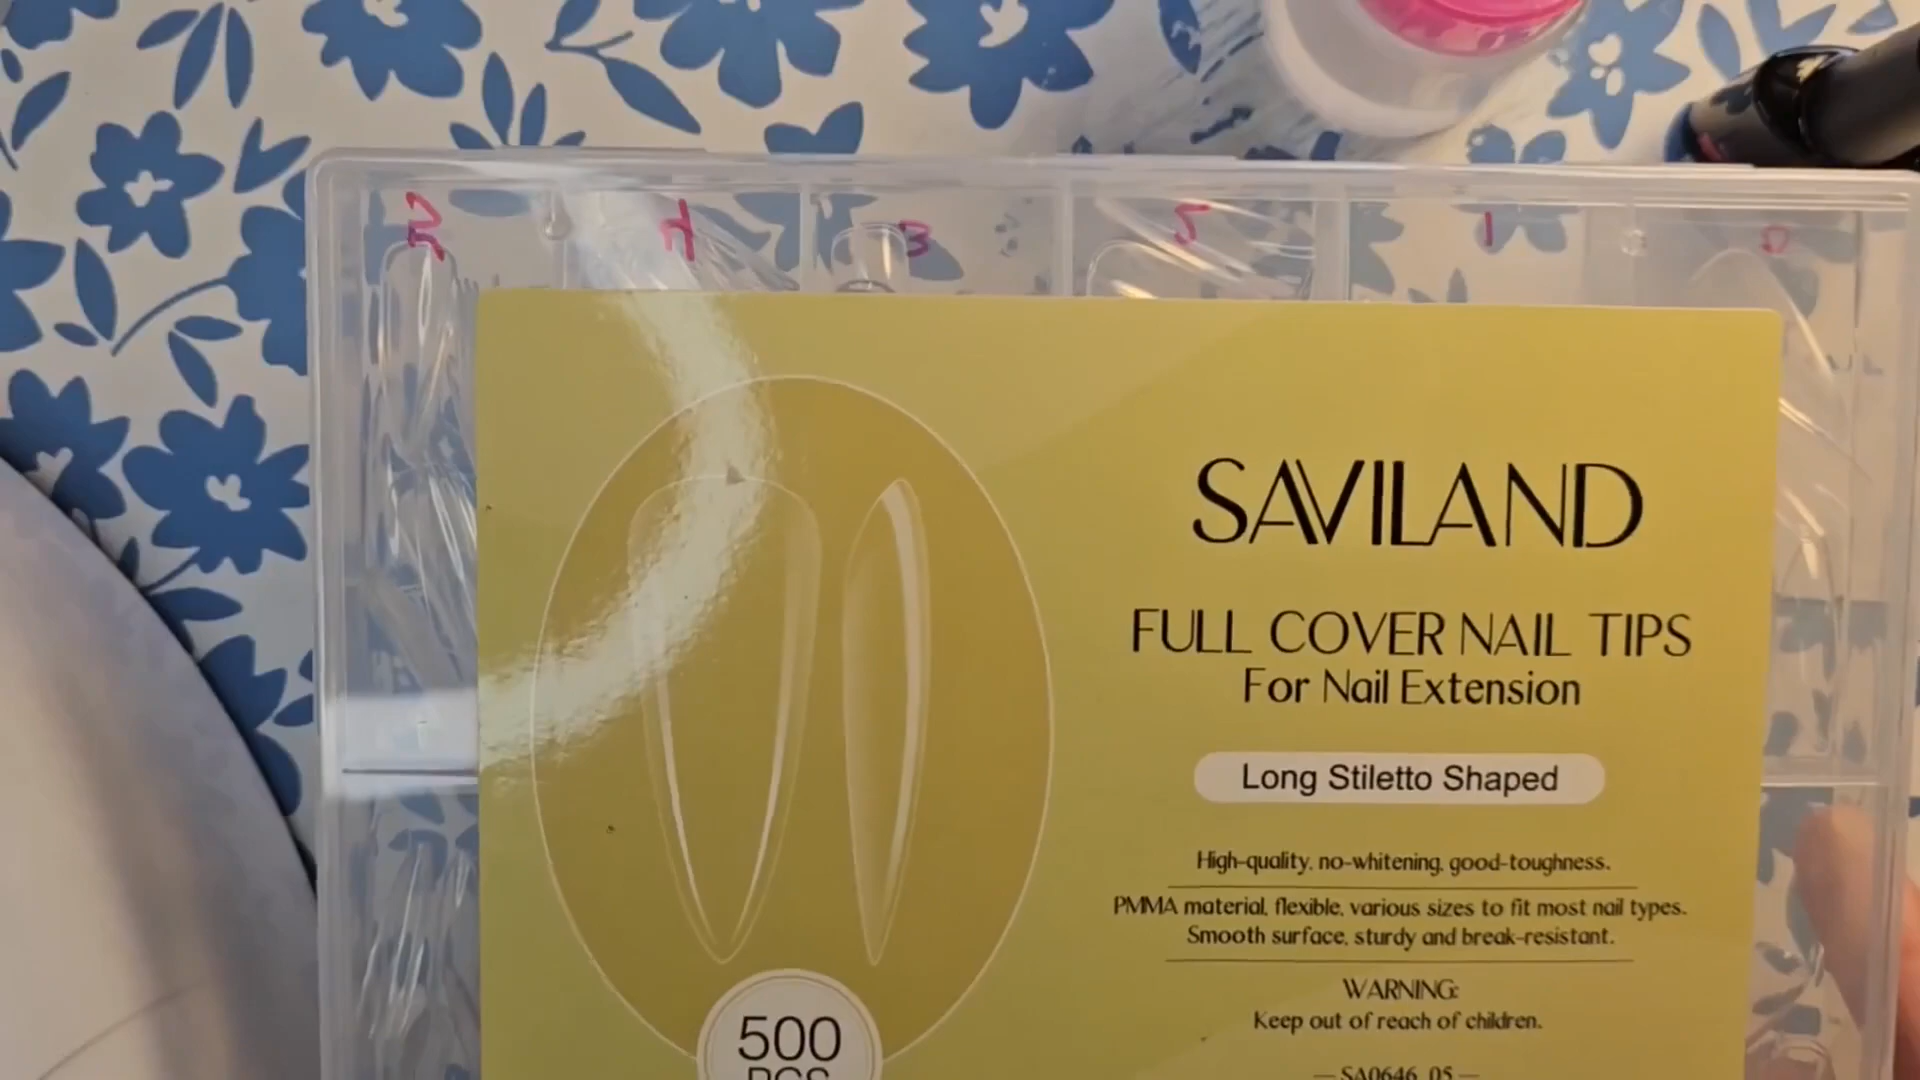 4 3 5 1 0
SAVILAND
FULL COVER NAIL TIPS
For Nail Extension
Long Stiletto Shaped
High-quality, no-whitening, good-toughness.
PMMA material, flexible, various sizes to fit most nail types.
Smooth surface, sturdy and break-resistant.
WARNING:
Keep out of reach of children.
500
PCS
— SA0646_05 —